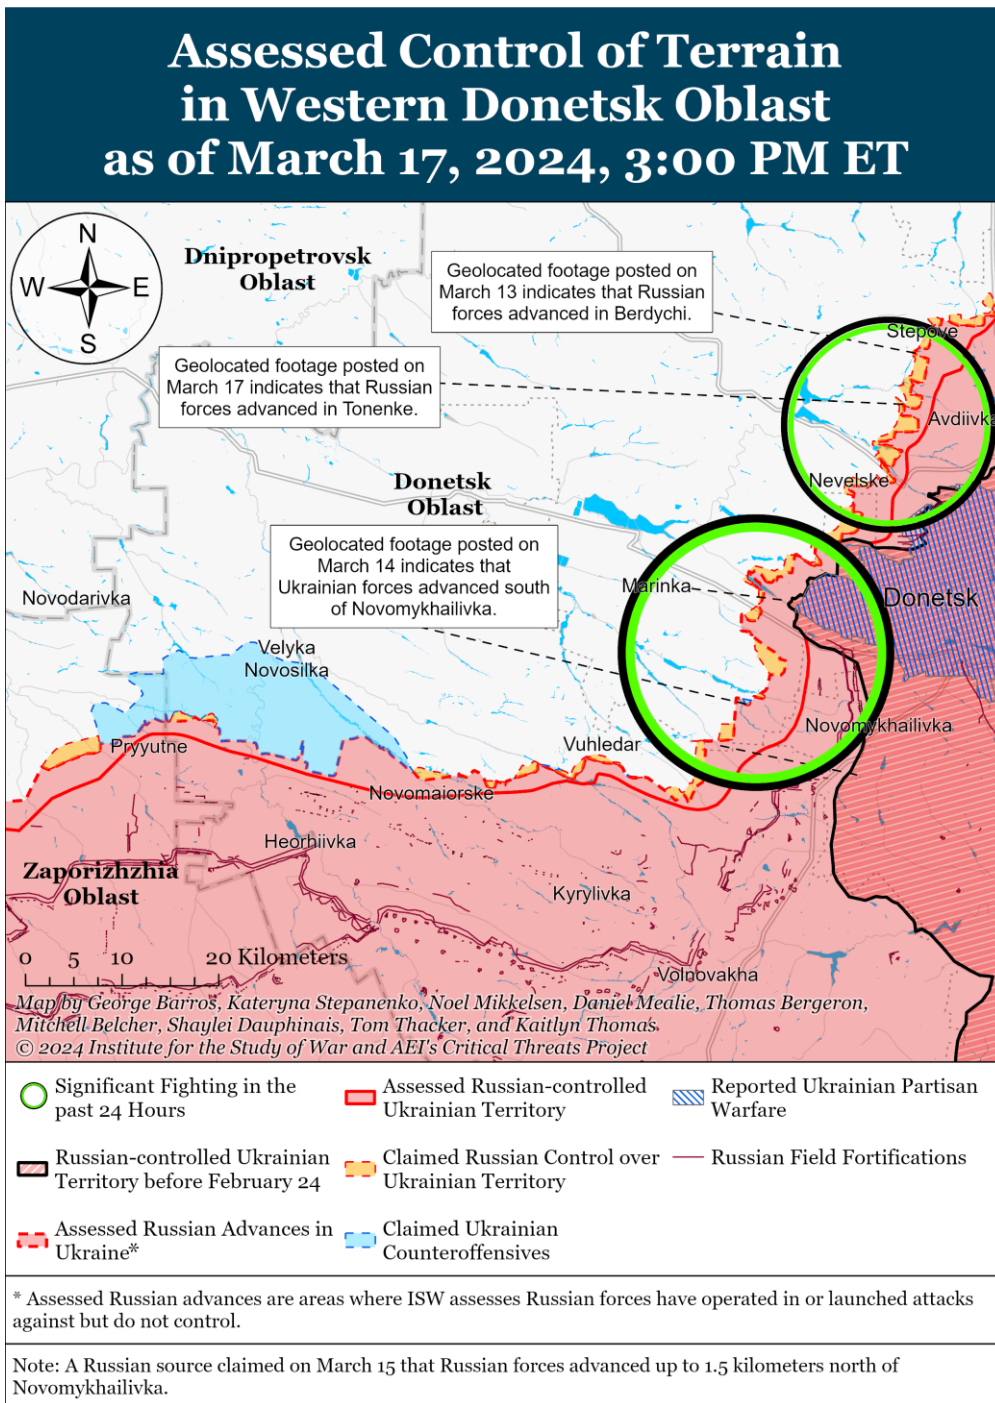 Assessed Control of Terrain
in Western Donetsk Oblast
as of March 17, 2024, 3:00 PM ET
N
W
E
S
Dnipropetrovsk
Oblast
Geolocated footage posted on
March 13 indicates that Russian
forces advanced in Berdychi.
Stepove
Geolocated footage posted on
March 17 indicates that Russian
forces advanced in Tonenke.
Avdiivka
Donetsk
Oblast
Nevelske
Geolocated footage posted on
March 14 indicates that
Ukrainian forces advanced south
of Novomykhailivka.
Marinka
Donetsk
Novodarivka
Velyka
Novosilka
Novomykhailivka
Pryyutne
Vuhledar
Novomaiorske
Heorhiivka
Zaporizhzhia
Oblast
Kyrylivka
0 5 10 20 Kilometers
Volnovakha
Map by George Barros, Kateryna Stepanenko, Noel Mikkelsen, Daniel Mealie, Thomas Bergeron,
Mitchell Belcher, Shaylei Dauphinais, Tom Thacker, and Kaitlyn Thomas
© 2024 Institute for the Study of War and AEI's Critical Threats Project
Significant Fighting in the
past 24 Hours
Assessed Russian-controlled
Ukrainian Territory
Reported Ukrainian Partisan
Warfare
Russian-controlled Ukrainian
Territory before February 24
Claimed Russian Control over
Ukrainian Territory
Russian Field Fortifications
Assessed Russian Advances in
Ukraine*
Claimed Ukrainian
Counteroffensives
* Assessed Russian advances are areas where ISW assesses Russian forces have operated in or launched attacks
against but do not control.
Note: A Russian source claimed on March 15 that Russian forces advanced up to 1.5 kilometers north of
Novomykhailivka.